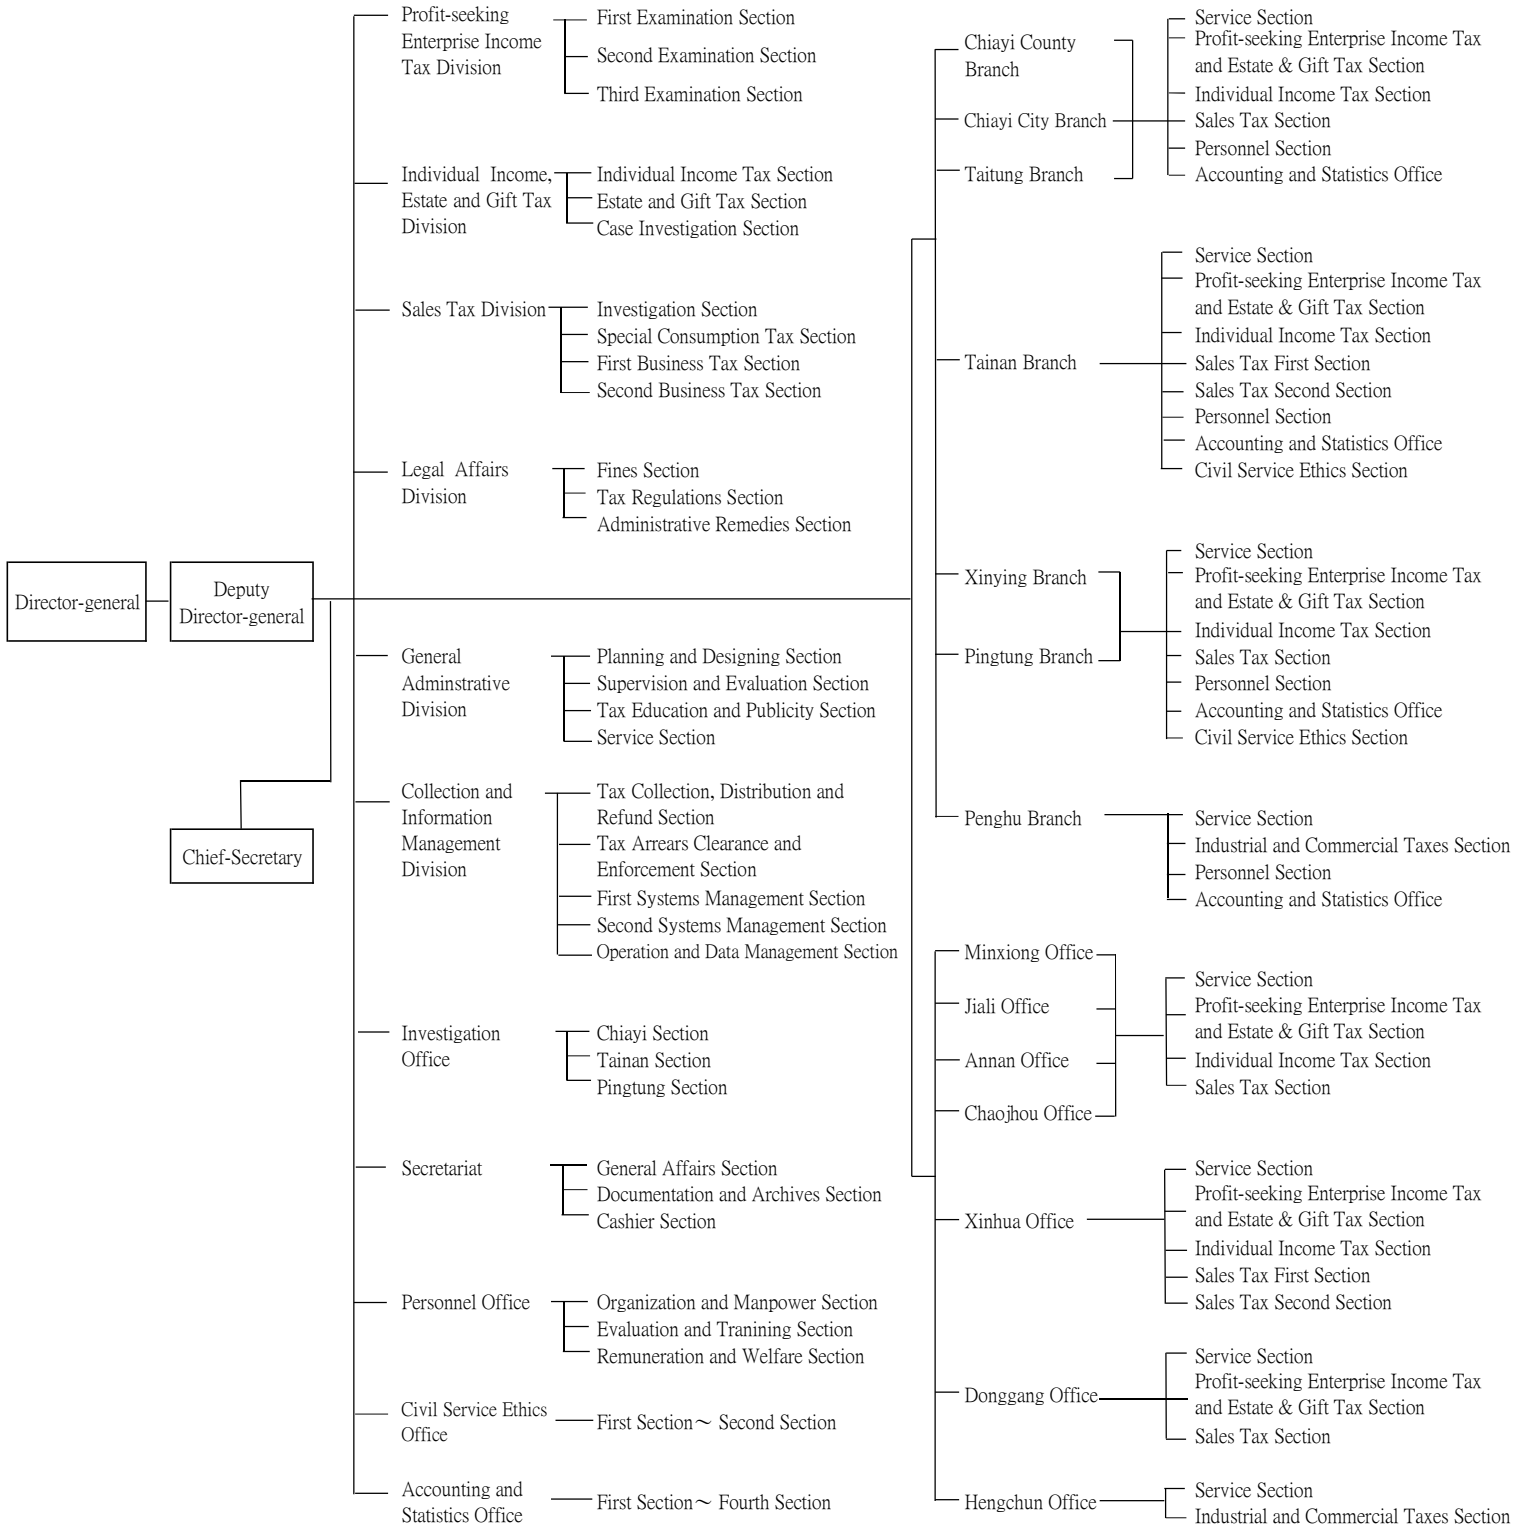 Director-general
Deputy
Director-general
Chief-Secretary
Profit-seeking
Enterprise Income
Tax Division
First Examination Section
Second Examination Section
Third Examination Section
Individual Income,
Estate and Gift Tax
Division
Individual Income Tax Section
Estate and Gift Tax Section
Case Investigation Section
Sales Tax Division
Investigation Section
Special Consumption Tax Section
First Business Tax Section
Second Business Tax Section
Legal Affairs
Division
Fines Section
Tax Regulations Section
Administrative Remedies Section
General
Adminstrative
Division
Planning and Designing Section
Supervision and Evaluation Section
Tax Education and Publicity Section
Service Section
Collection and
Information
Management
Division
Tax Collection, Distribution and
Refund Section
Tax Arrears Clearance and
Enforcement Section
First Systems Management Section
Second Systems Management Section
Operation and Data Management Section
Investigation
Office
Chiayi Section
Tainan Section
Pingtung Section
Secretariat
General Affairs Section
Documentation and Archives Section
Cashier Section
Personnel Office
Organization and Manpower Section
Evaluation and Tranining Section
Remuneration and Welfare Section
Civil Service Ethics
Office
First Section～ Second Section
Accounting and
Statistics Office
First Section～ Fourth Section
Chiayi County
Branch
Chiayi City Branch
Taitung Branch
Service Section
Profit-seeking Enterprise Income Tax
and Estate & Gift Tax Section
Individual Income Tax Section
Sales Tax Section
Personnel Section
Accounting and Statistics Office
Tainan Branch
Service Section
Profit-seeking Enterprise Income Tax
and Estate & Gift Tax Section
Individual Income Tax Section
Sales Tax First Section
Sales Tax Second Section
Personnel Section
Accounting and Statistics Office
Civil Service Ethics Section
Xinying Branch
Pingtung Branch
Service Section
Profit-seeking Enterprise Income Tax
and Estate & Gift Tax Section
Individual Income Tax Section
Sales Tax Section
Personnel Section
Accounting and Statistics Office
Civil Service Ethics Section
Penghu Branch
Service Section
Industrial and Commercial Taxes Section
Personnel Section
Accounting and Statistics Office
Minxiong Office
Jiali Office
Annan Office
Chaojhou Office
Service Section
Profit-seeking Enterprise Income Tax
and Estate & Gift Tax Section
Individual Income Tax Section
Sales Tax Section
Xinhua Office
Service Section
Profit-seeking Enterprise Income Tax
and Estate & Gift Tax Section
Individual Income Tax Section
Sales Tax First Section
Sales Tax Second Section
Donggang Office
Service Section
Profit-seeking Enterprise Income Tax
and Estate & Gift Tax Section
Sales Tax Section
Hengchun Office
Service Section
Industrial and Commercial Taxes Section